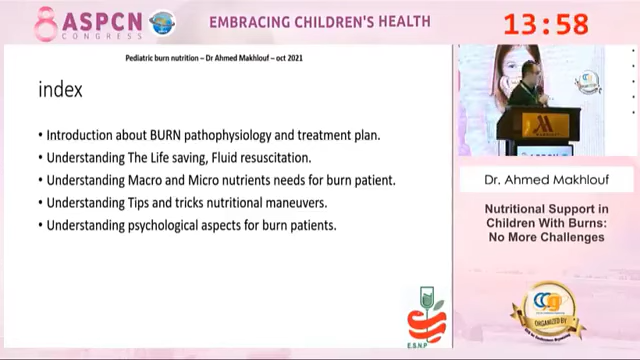 8 ASPCN
CONGRESS
EMBRACING CHILDREN'S HEALTH
13:58
Pediatric burn nutrition – Dr Ahmed Makhlouf – oct 2021
index
• Introduction about BURN pathophysiology and treatment plan.
• Understanding The Life saving, Fluid resuscitation.
• Understanding Macro and Micro nutrients needs for burn patient.
• Understanding Tips and tricks nutritional maneuvers.
• Understanding psychological aspects for burn patients.
Dr. Ahmed Makhlouf
Nutritional Support in
Children With Burns:
No More Challenges
E.S.N.P
ORGANIZED BY